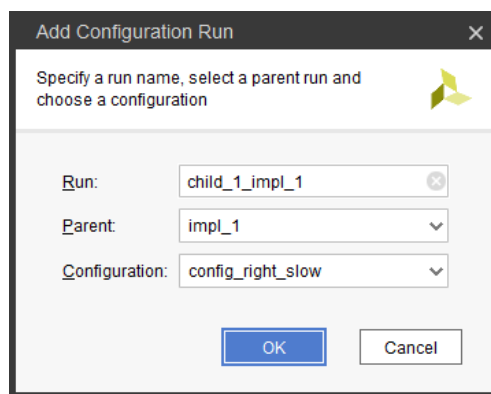 Add Configuration Run
Specify a run name, select a parent run and
choose a configuration
Run: child_1_impl_1
Parent: impl_1
Configuration: config_right_slow
OK Cancel